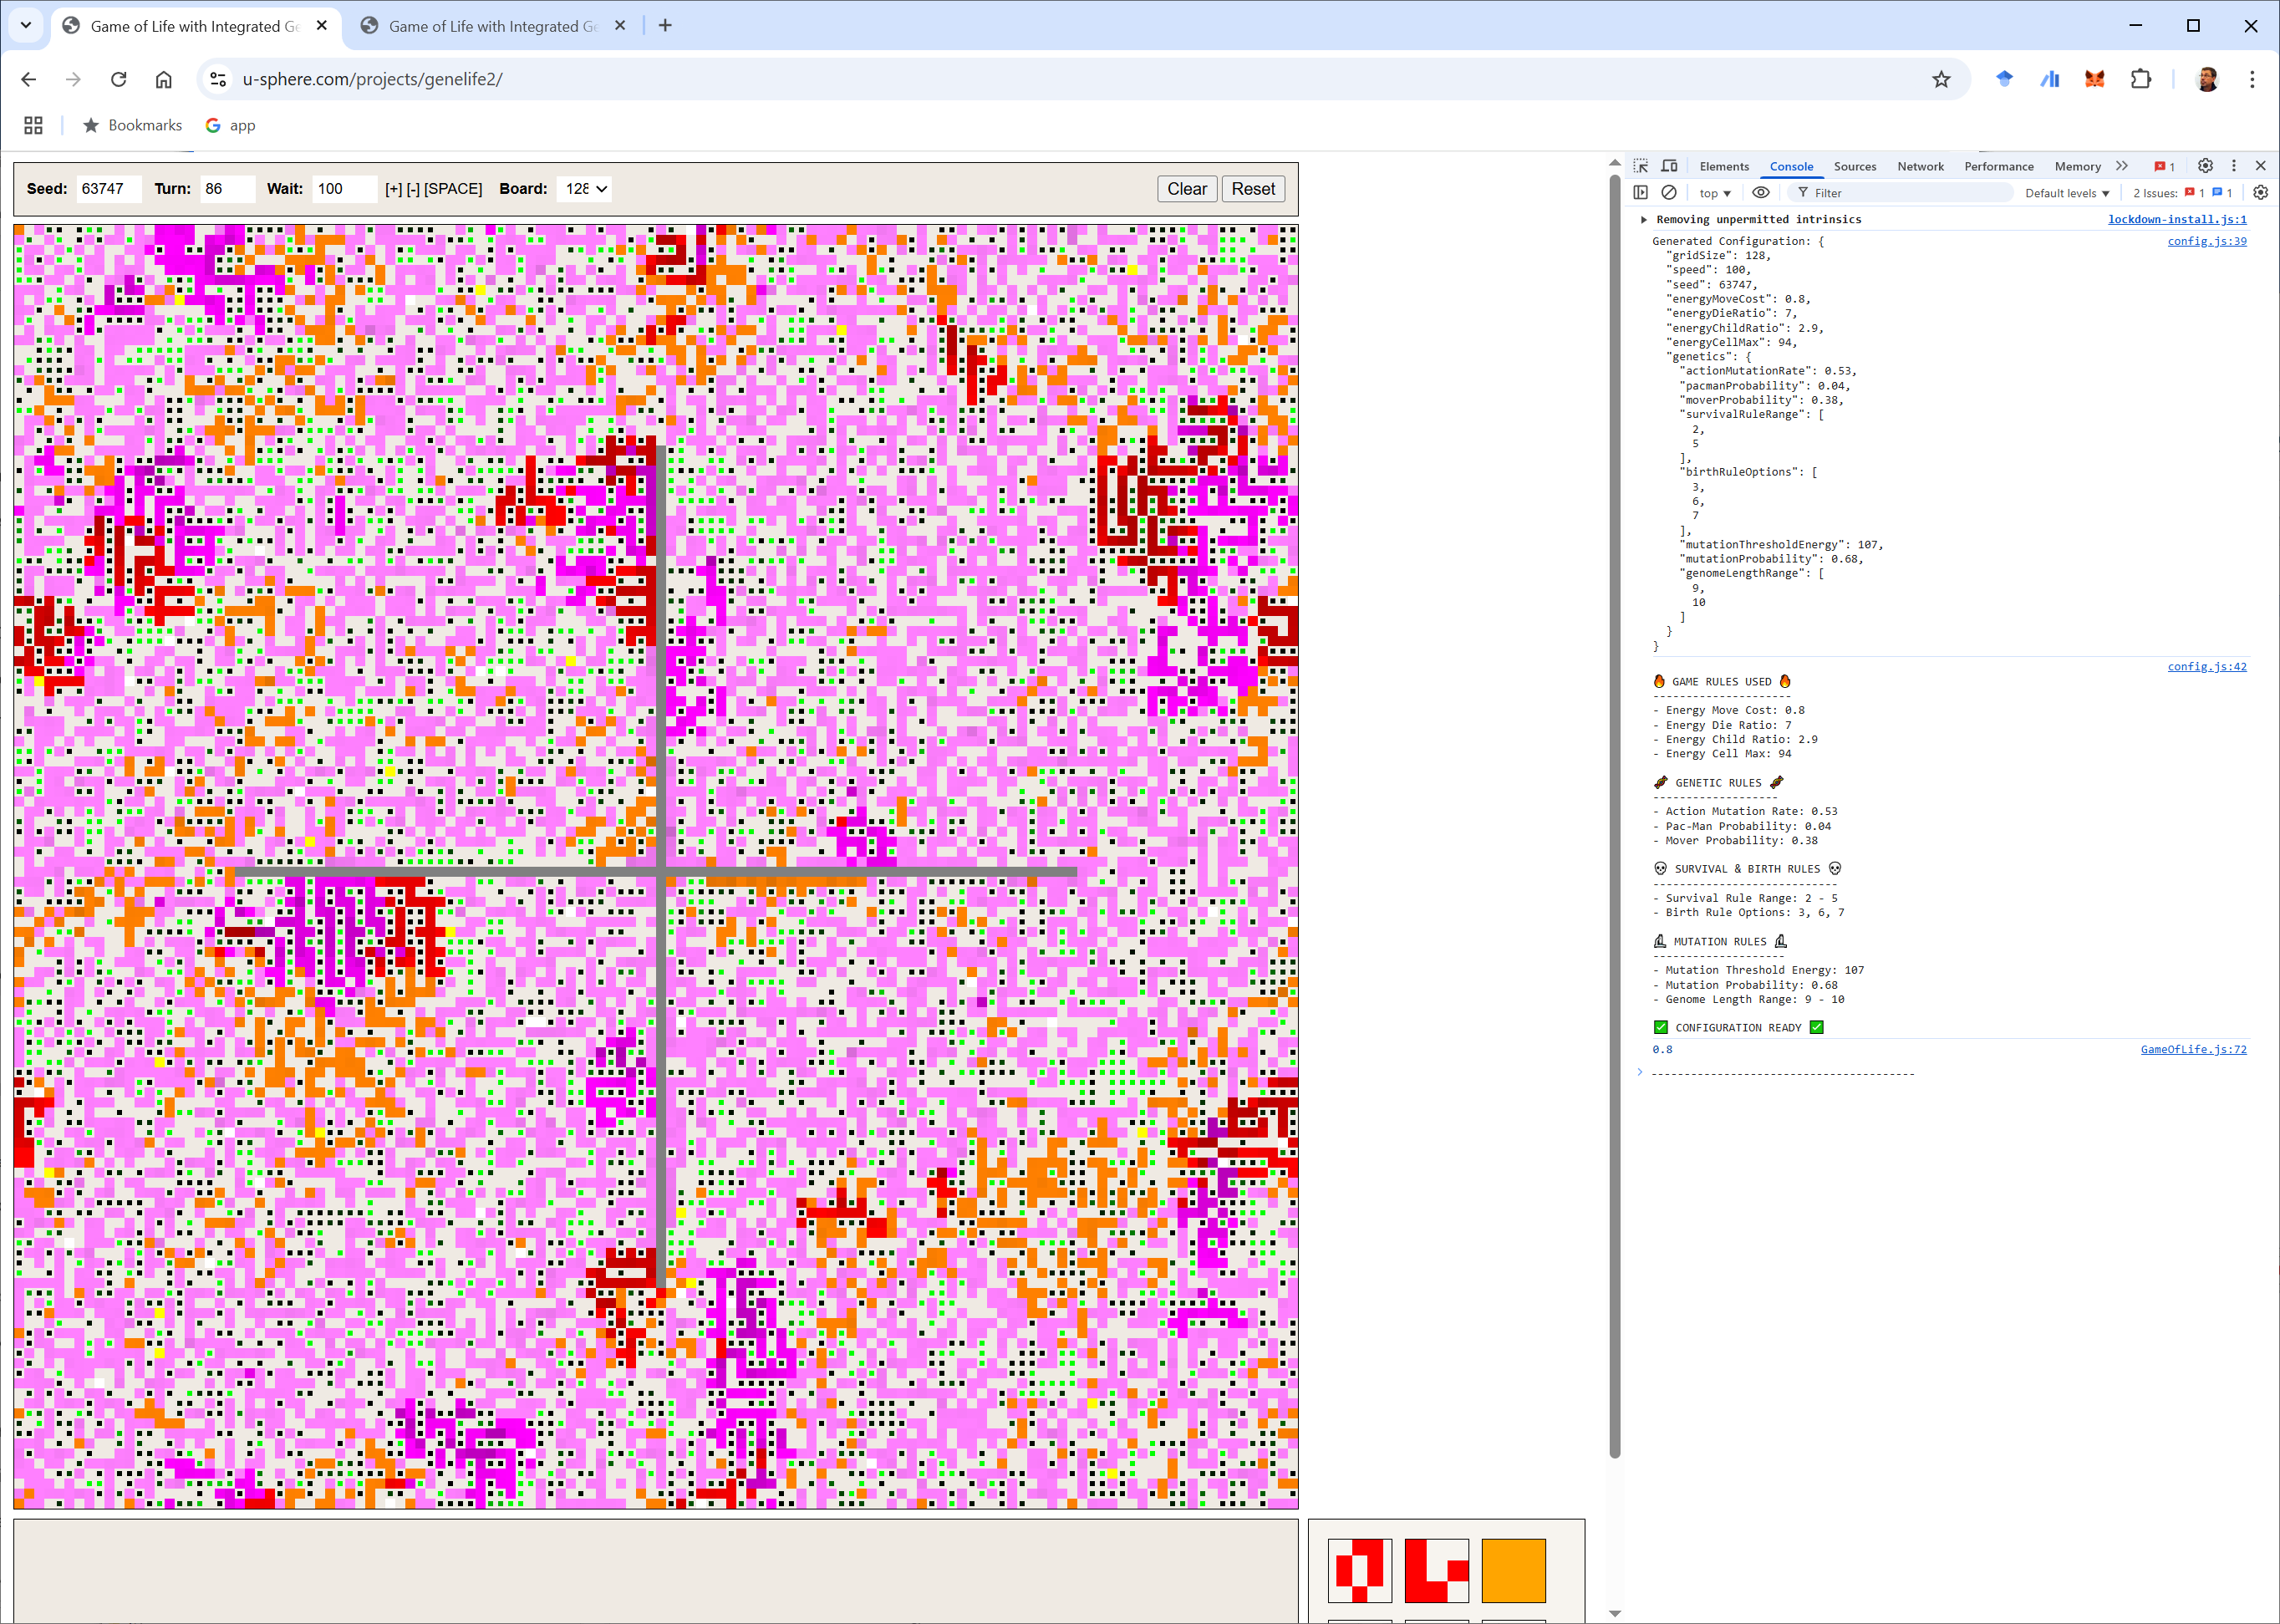 Game of Life with Integrated Ge
Game of Life with Integrated Ge
u-sphere.com/projects/genelife2/
Bookmarks
app
Seed: 63747 Turn: 86 Wait: 100 [+] [-] [SPACE] Board: 128 Clear Reset
Elements Console Sources Network Performance Memory 1
top Filter Default levels 2 Issues: 1 1
Removing unpermitted intrinsics lockdown-install.js:1
Generated Configuration: { config.js:39
"gridSize": 128,
"speed": 100,
"seed": 63747,
"energyMoveCost": 0.8,
"energyDieRatio": 7,
"energyChildRatio": 2.9,
"energyCellMax": 94,
"genetics": {
"actionMutationRate": 0.53,
"pacmanProbability": 0.04,
"moverProbability": 0.38,
"survivalRuleRange": [
2,
5
],
"birthRuleOptions": [
3,
6,
7
],
"mutationThresholdEnergy": 107,
"mutationProbability": 0.68,
"genomeLengthRange": [
9,
10
]
}
}
config.js:42
🔥 GAME RULES USED 🔥
---------------------
- Energy Move Cost: 0.8
- Energy Die Ratio: 7
- Energy Child Ratio: 2.9
- Energy Cell Max: 94
🧬 GENETIC RULES 🧬
-------------------
- Action Mutation Rate: 0.53
- Pac-Man Probability: 0.04
- Mover Probability: 0.38
💀 SURVIVAL & BIRTH RULES 💀
----------------------------
- Survival Rule Range: 2 - 5
- Birth Rule Options: 3, 6, 7
🔬 MUTATION RULES 🔬
--------------------
- Mutation Threshold Energy: 107
- Mutation Probability: 0.68
- Genome Length Range: 9 - 10
✅ CONFIGURATION READY ✅
0.8 GameOfLife.js:72
----------------------------------------